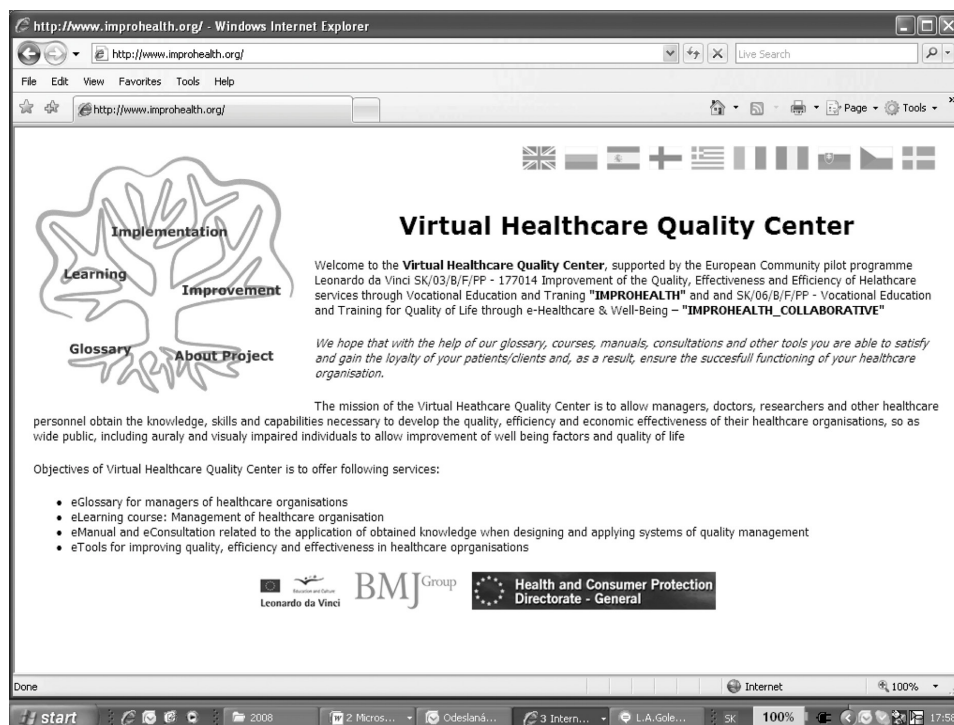 http://www.improhealth.org/ - Windows Internet Explorer
http://www.improhealth.org/
Live Search
File Edit View Favorites Tools Help
http://www.improhealth.org/
Page Tools
Implementation
Learning
Improvement
Glossary
About Project
Virtual Healthcare Quality Center
Welcome to the Virtual Healthcare Quality Center, supported by the European Community pilot programme
Leonardo da Vinci SK/03/B/F/PP - 177014 Improvement of the Quality, Effectiveness and Efficiency of Helathcare
services through Vocational Education and Traning "IMPROHEALTH" and and SK/06/B/F/PP - Vocational Education
and Training for Quality of Life through e-Healthcare & Well-Being – "IMPROHEALTH_COLLABORATIVE"
We hope that with the help of our glossary, courses, manuals, consultations and other tools you are able to satisfy
and gain the loyalty of your patients/clients and, as a result, ensure the succesfull functioning of your healthcare
organisation.
The mission of the Virtual Heathcare Quality Center is to allow managers, doctors, researchers and other healthcare
personnel obtain the knowledge, skills and capabilities necessary to develop the quality, efficiency and economic effectiveness of their healthcare organisations, so as
wide public, including auraly and visualy impaired individuals to allow improvement of well being factors and quality of life
Objectives of Virtual Healthcare Quality Center is to offer following services:
• eGlossary for managers of healthcare organisations
• eLearning course: Management of healthcare organisation
• eManual and eConsultation related to the application of obtained knowledge when designing and applying systems of quality management
• eTools for improving quality, efficiency and effectiveness in healthcare oprganisations
Education and Culture
Leonardo da Vinci
BMJ Group
Health and Consumer Protection
Directorate - General
Done
Internet
100%
start
2008
2 Micros...
Odeslaná...
3 Intern...
L.A.Gole...
SK
100%
17:58